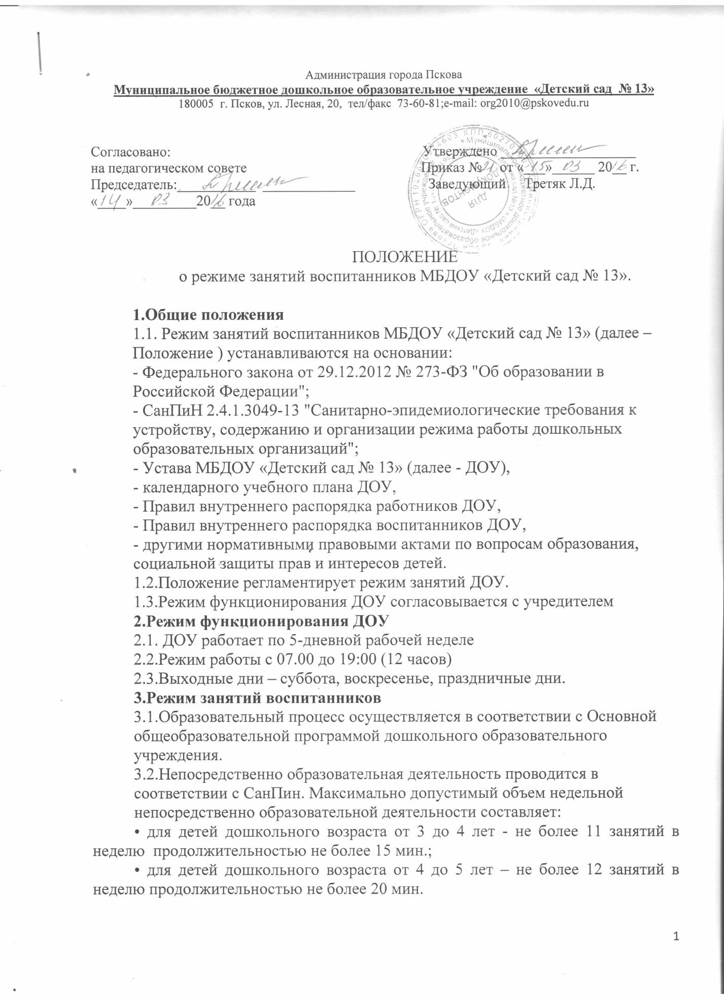 Администрация города Пскова
Муниципальное бюджетное дошкольное образовательное учреждение «Детский сад № 13»
180005 г. Псков, ул. Лесная, 20, тел/факс 73-60-81;e-mail: org2010@pskovedu.ru
Согласовано:
на педагогическом совете
Председатель:
«14» 03 2016 года
Утверждено
Приказ № 21 от «15» 03 2016 г.
Заведующий Третяк Л.Д.
для документов
ПОЛОЖЕНИЕ
о режиме занятий воспитанников МБДОУ «Детский сад № 13».
1.Общие положения
1.1. Режим занятий воспитанников МБДОУ «Детский сад № 13» (далее –
Положение ) устанавливаются на основании:
- Федерального закона от 29.12.2012 № 273-ФЗ "Об образовании в
Российской Федерации";
- СанПиН 2.4.1.3049-13 "Санитарно-эпидемиологические требования к
устройству, содержанию и организации режима работы дошкольных
образовательных организаций";
- Устава МБДОУ «Детский сад № 13» (далее - ДОУ),
- календарного учебного плана ДОУ,
- Правил внутреннего распорядка работников ДОУ,
- Правил внутреннего распорядка воспитанников ДОУ,
- другими нормативными правовыми актами по вопросам образования,
социальной защиты прав и интересов детей.
1.2.Положение регламентирует режим занятий ДОУ.
1.3.Режим функционирования ДОУ согласовывается с учредителем
2.Режим функционирования ДОУ
2.1. ДОУ работает по 5-дневной рабочей неделе
2.2.Режим работы с 07.00 до 19:00 (12 часов)
2.3.Выходные дни – суббота, воскресенье, праздничные дни.
3.Режим занятий воспитанников
3.1.Образовательный процесс осуществляется в соответствии с Основной
общеобразовательной программой дошкольного образовательного
учреждения.
3.2.Непосредственно образовательная деятельность проводится в
соответствии с СанПин. Максимально допустимый объем недельной
непосредственно образовательной деятельности составляет:
• для детей дошкольного возраста от 3 до 4 лет - не более 11 занятий в
неделю продолжительностью не более 15 мин.;
• для детей дошкольного возраста от 4 до 5 лет – не более 12 занятий в
неделю продолжительностью не более 20 мин.
1